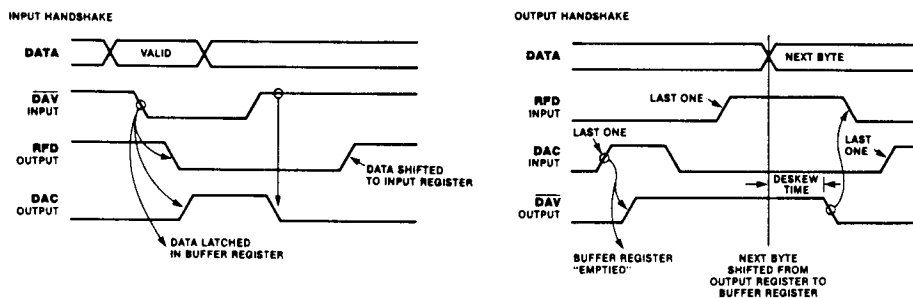 INPUT HANDSHAKE
DATA
VALID
DAV
INPUT
RFD
OUTPUT
DATA SHIFTED
TO INPUT REGISTER
DAC
OUTPUT
DATA LATCHED
IN BUFFER REGISTER
OUTPUT HANDSHAKE
DATA
NEXT BYTE
RFD
INPUT
LAST ONE
DAC
INPUT
LAST ONE
LAST
ONE
DESKEW
TIME
DAV
OUTPUT
BUFFER REGISTER
"EMPTIED"
NEXT BYTE
SHIFTED FROM
OUTPUT REGISTER TO
BUFFER REGISTER